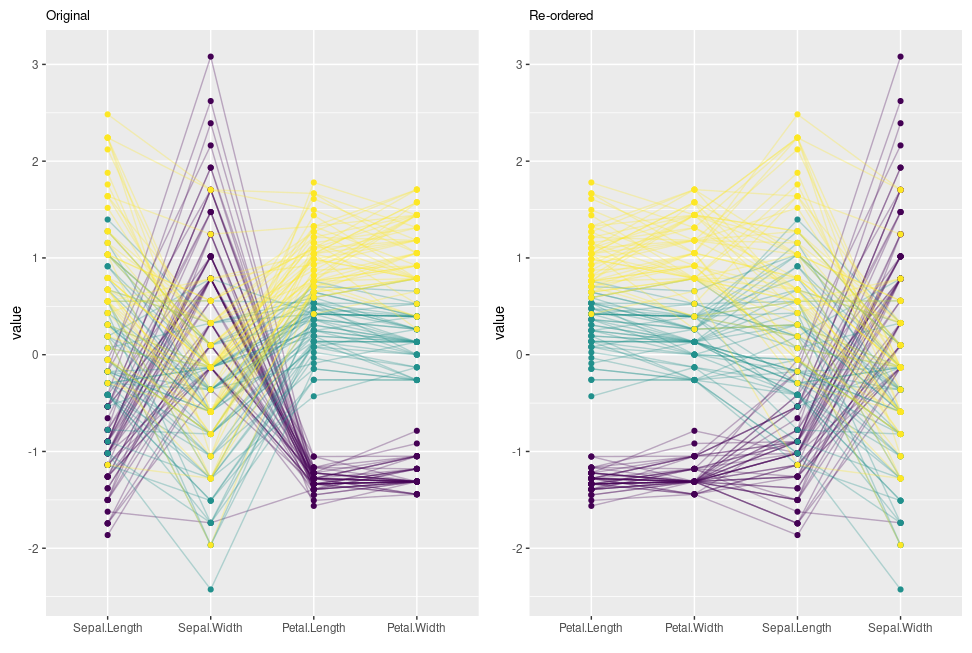 Original
Re-ordered
value
3
2
1
0
-1
-2
Sepal.Length Sepal.Width Petal.Length Petal.Width
value
3
2
1
0
-1
-2
Petal.Length Petal.Width Sepal.Length Sepal.Width